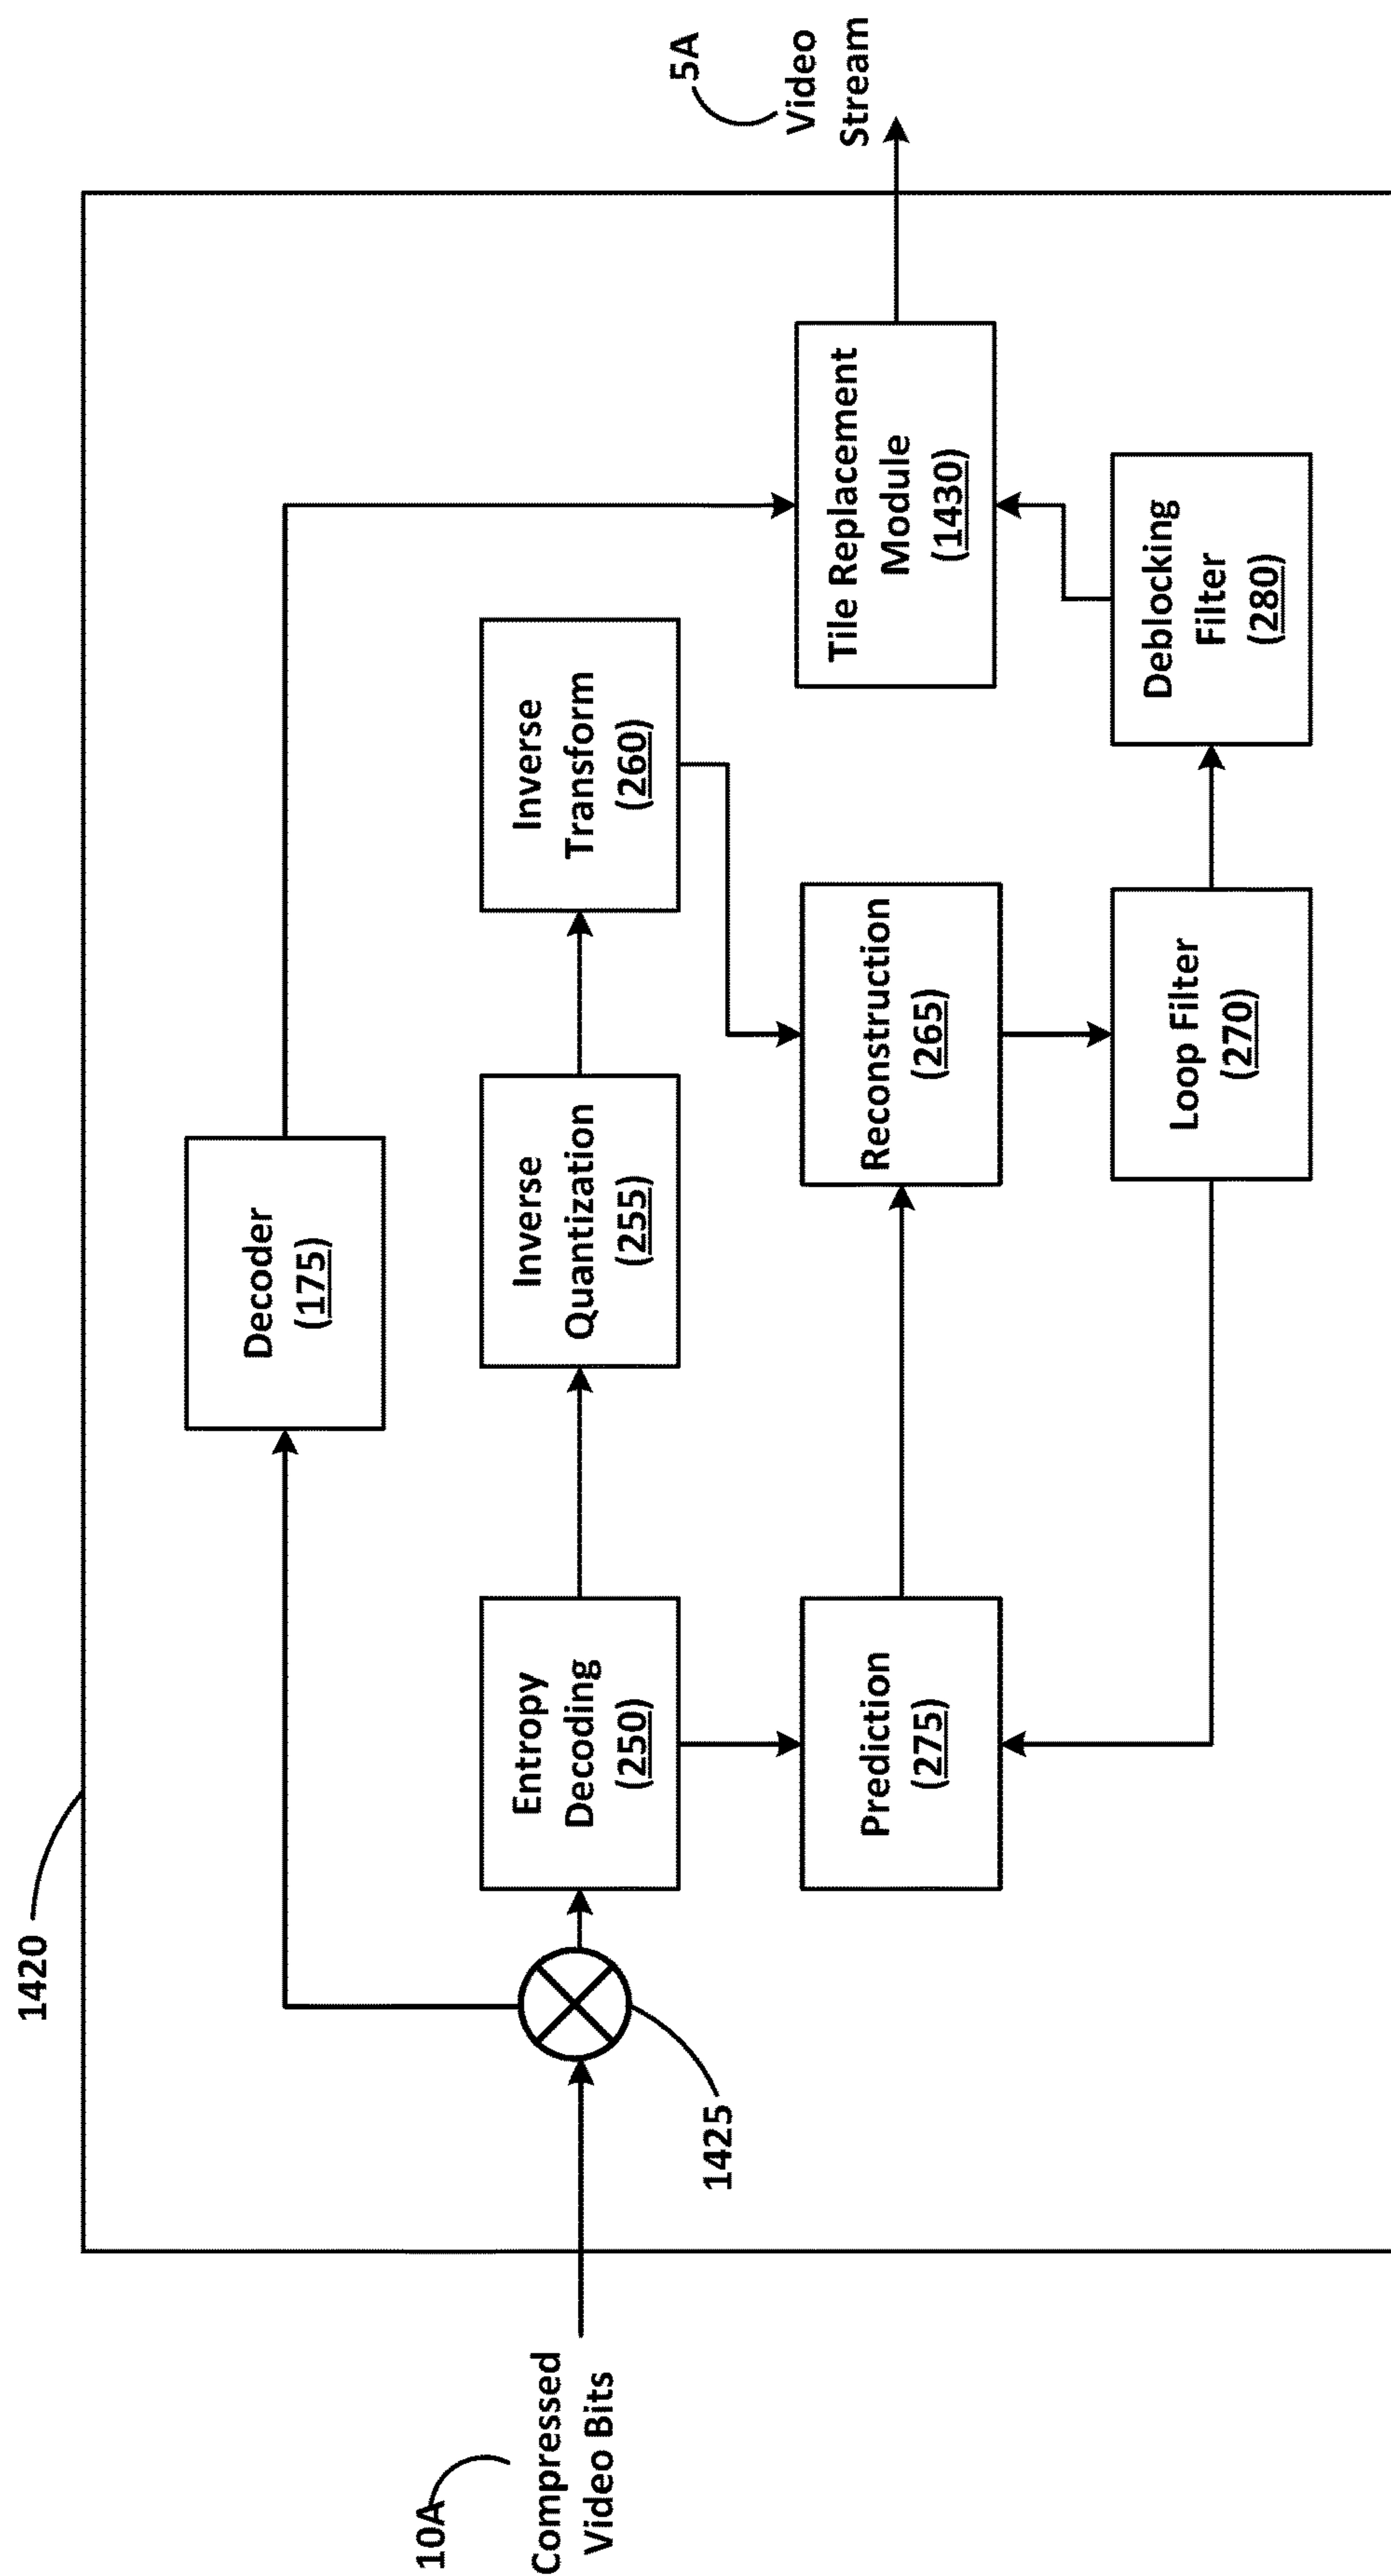 1420
10A
Compressed
Video Bits
1425
Decoder
(175)
Entropy
Decoding
(250)
Inverse
Quantization
(255)
Inverse
Transform
(260)
Prediction
(275)
Reconstruction
(265)
Loop Filter
(270)
Deblocking
Filter
(280)
Tile Replacement
Module
(1430)
5A
Video
Stream